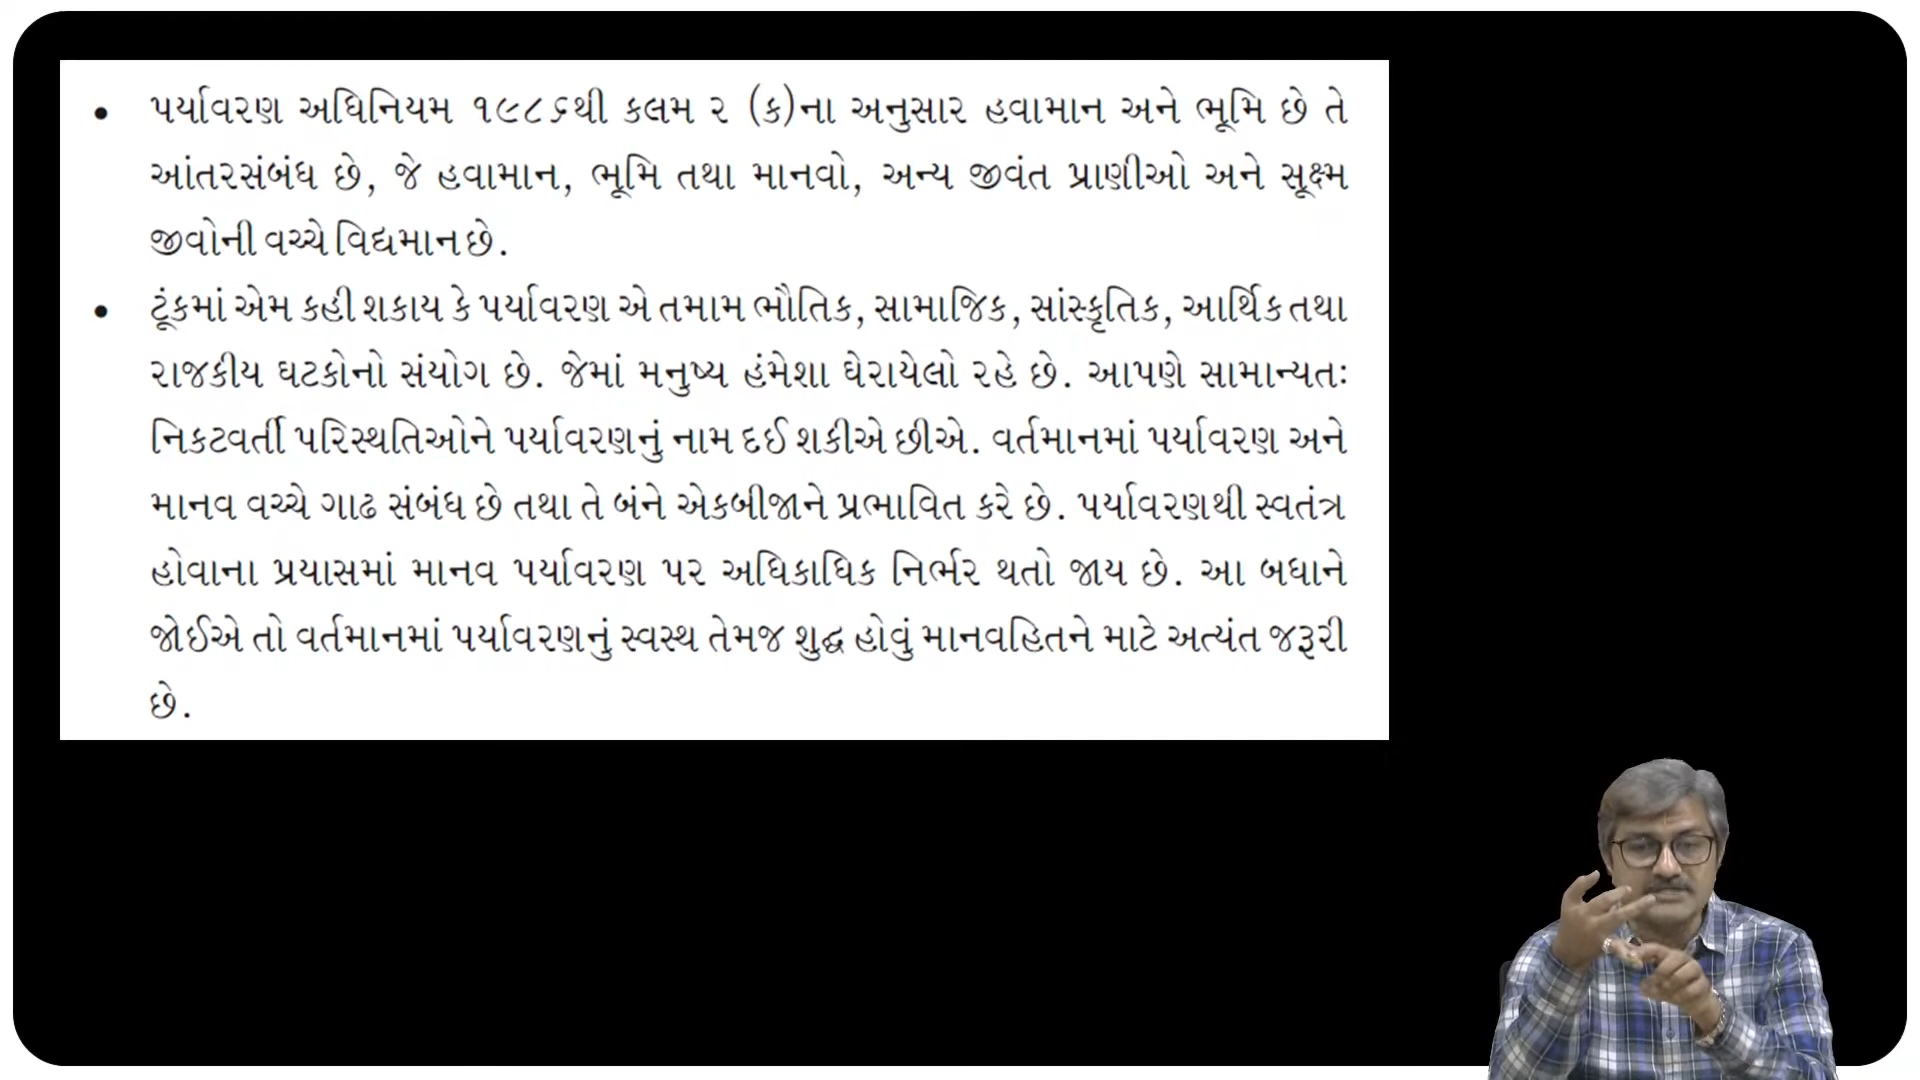 • પર્યાવરણ અધિનિયમ ૧૯૮૬થી કલમ ૨ (ક)ના અનુસાર હવામાન અને ભૂમિ છે તે
આંતરસંબંધ છે, જે હવામાન, ભૂમિ તથા માનવો, અન્ય જીવંત પ્રાણીઓ અને સૂક્ષ્મ
જીવોની વચ્ચે વિદ્યમાન છે.
• ટૂંકમાં એમ કહી શકાય કે પર્યાવરણ એ તમામ ભૌતિક, સામાજિક, સાંસ્કૃતિક, આર્થિક તથા
રાજકીય ઘટકોનો સંયોગ છે. જેમાં મનુષ્ય હંમેશા ઘેરાયેલો રહે છે. આપણે સામાન્યતઃ
નિકટવર્તી પરિસ્થતિઓને પર્યાવરણનું નામ દઈ શકીએ છીએ. વર્તમાનમાં પર્યાવરણ અને
માનવ વચ્ચે ગાઢ સંબંધ છે તથા તે બંને એકબીજાને પ્રભાવિત કરે છે. પર્યાવરણથી સ્વતંત્ર
હોવાના પ્રયાસમાં માનવ પર્યાવરણ પર અધિકાધિક નિર્ભર થતો જાય છે. આ બધાને
જોઈએ તો વર્તમાનમાં પર્યાવરણનું સ્વસ્થ તેમજ શુદ્ધ હોવું માનવહિતને માટે અત્યંત જરૂરી
છે.